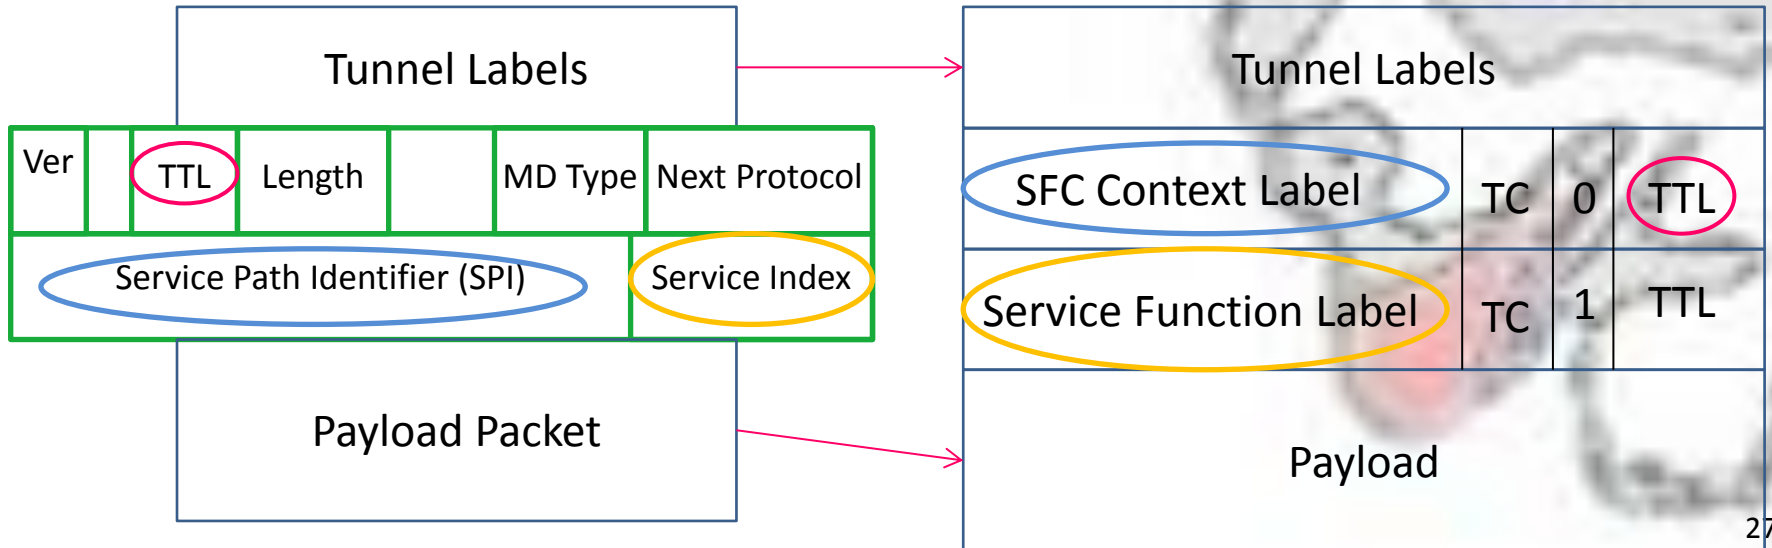 Tunnel Labels
Ver TTL Length MD Type Next Protocol
Service Path Identifier (SPI) Service Index
Payload Packet
Tunnel Labels
SFC Context Label TC 0 TTL
Service Function Label TC 1 TTL
Payload
27